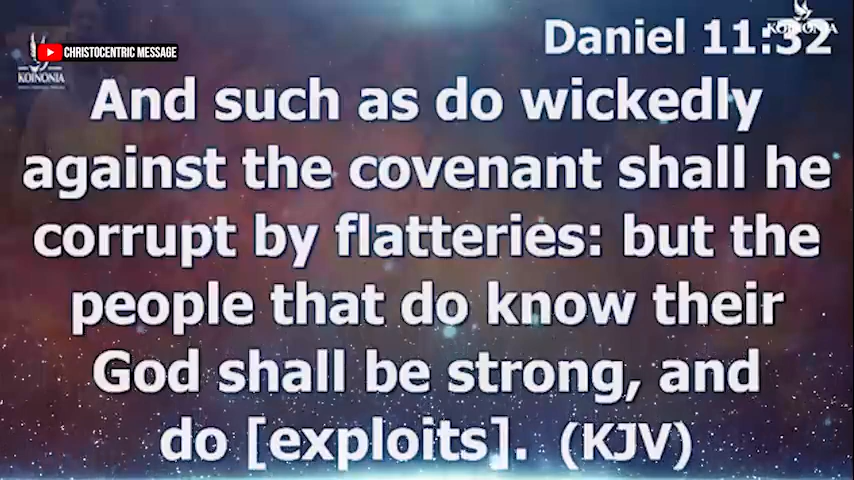 Daniel 11:32
KOINONIA
CHRISTOCENTRIC MESSAGE
KOINONIA
And such as do wickedly
against the covenant shall he
corrupt by flatteries: but the
people that do know their
God shall be strong, and
do [exploits]. (KJV)